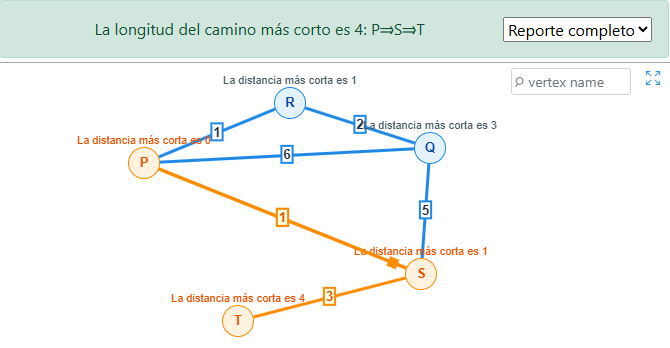 La longitud del camino más corto es 4: P⇒S⇒T
Reporte completo
vertex name
La distancia más corta es 1
R
1
2
La distancia más corta es 3
La distancia más corta es 0
Q
P
6
5
1
La distancia más corta es 1
S
La distancia más corta es 4
3
T